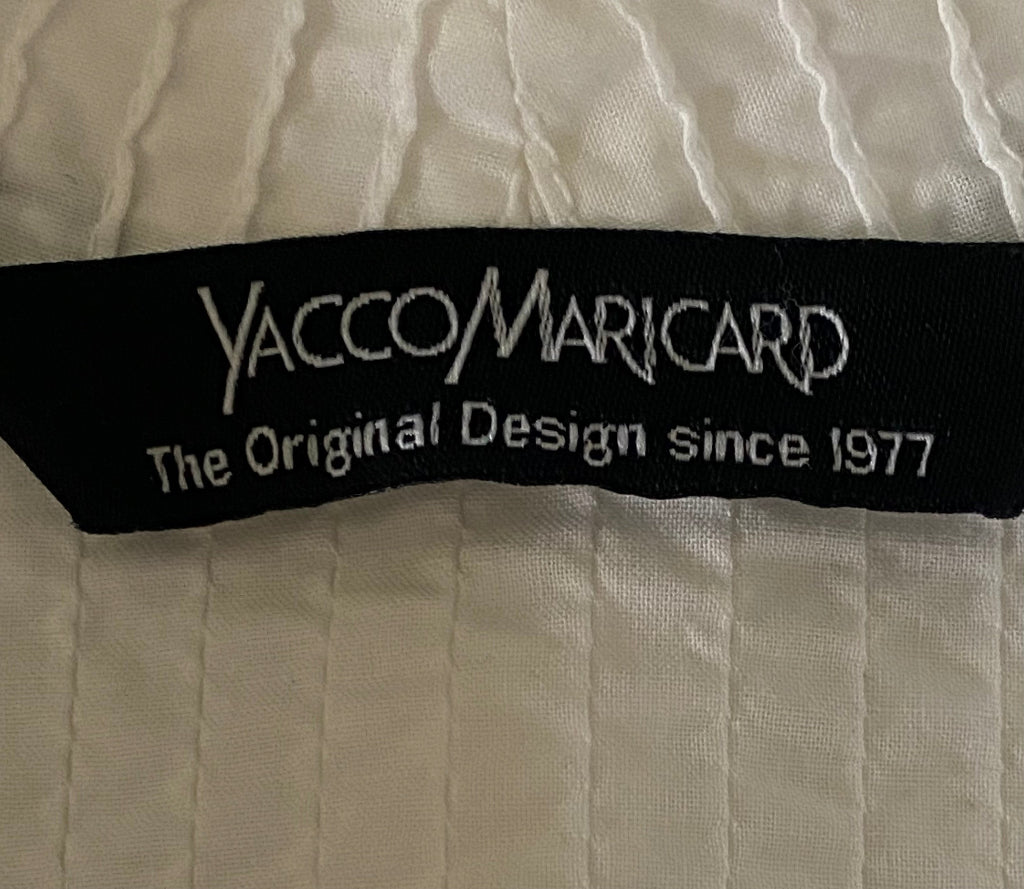 YACCOMARICARD
The Original Design since 1977